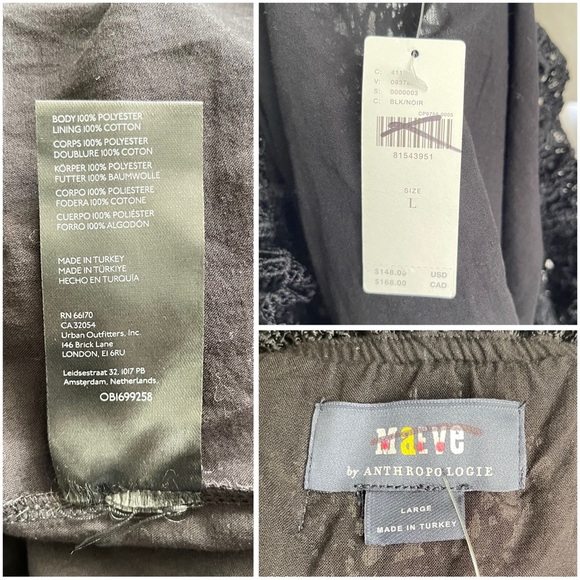 BODY 100% POLYESTER
LINING 100% COTTON
CORPS 100% POLYESTER
DOUBLURE 100% COTON
KÖRPER 100% POLYESTER
FUTTER 100% BAUMWOLLE
CORPO 100% POLIESTERE
FODERA 100% COTONE
CUERPO 100% POLIÉSTER
FORRO 100% ALGODÓN
MADE IN TURKEY
MADE IN TÜRKIYE
HECHO EN TURQUÍA
RN 66170
CA 32054
Urban Outfitters, Inc.
146 Brick Lane
LONDON, E1 6RU
Leidsestraat 32, 1017 PB
Amsterdam, Netherlands.
OB1699258
C:
V:
S: 0000003
C: BLK/NOIR
81543951
SIZE
L
$148.00 USD
$168.00 CAD
MAEVE
by ANTHROPOLOGIE
LARGE
MADE IN TURKEY